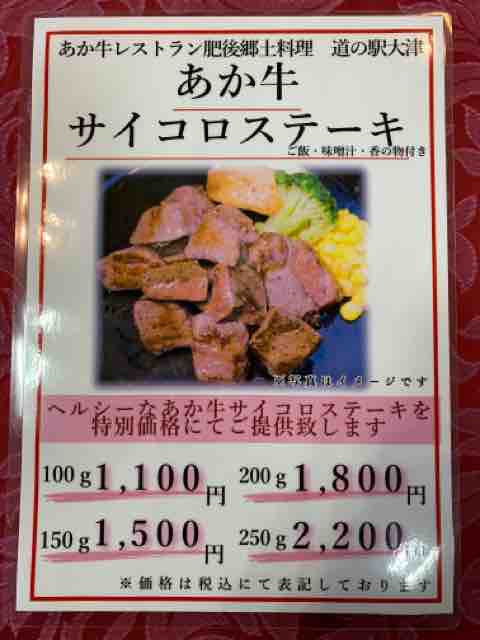 あか牛レストラン肥後郷土料理 道の駅大津
あか牛
サイコロステーキ
ご飯・味噌汁・香の物付き
※写真はイメージです
ヘルシーなあか牛サイコロステーキを
特別価格にてご提供致します
100g 1,100円 200g 1,800円
150g 1,500円 250g 2,200円
※価格は税込にて表記しております